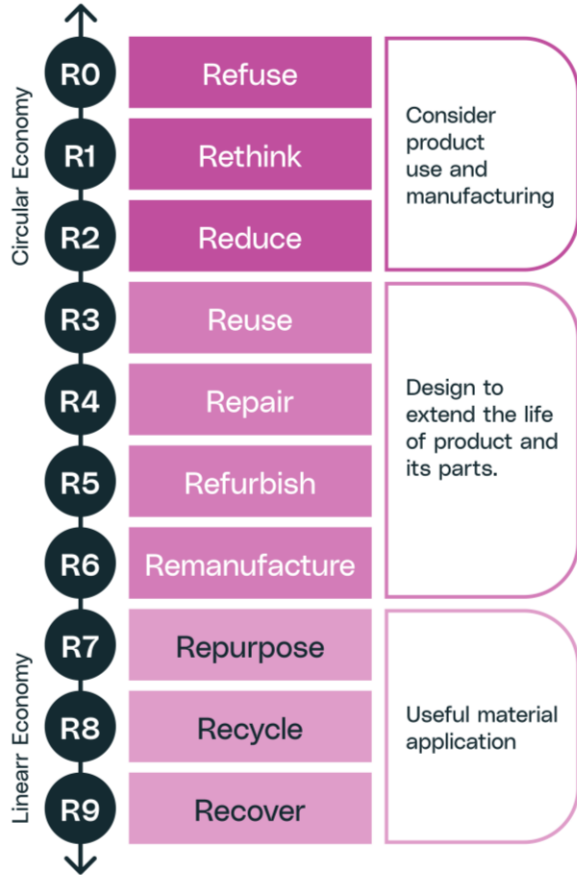 Circular Economy
R0
Refuse
R1
Rethink
R2
Reduce
Consider
product
use and
manufacturing
R3
Reuse
R4
Repair
R5
Refurbish
R6
Remanufacture
Design to
extend the life
of product and
its parts.
Linearr Economy
R7
Repurpose
R8
Recycle
R9
Recover
Useful material
application